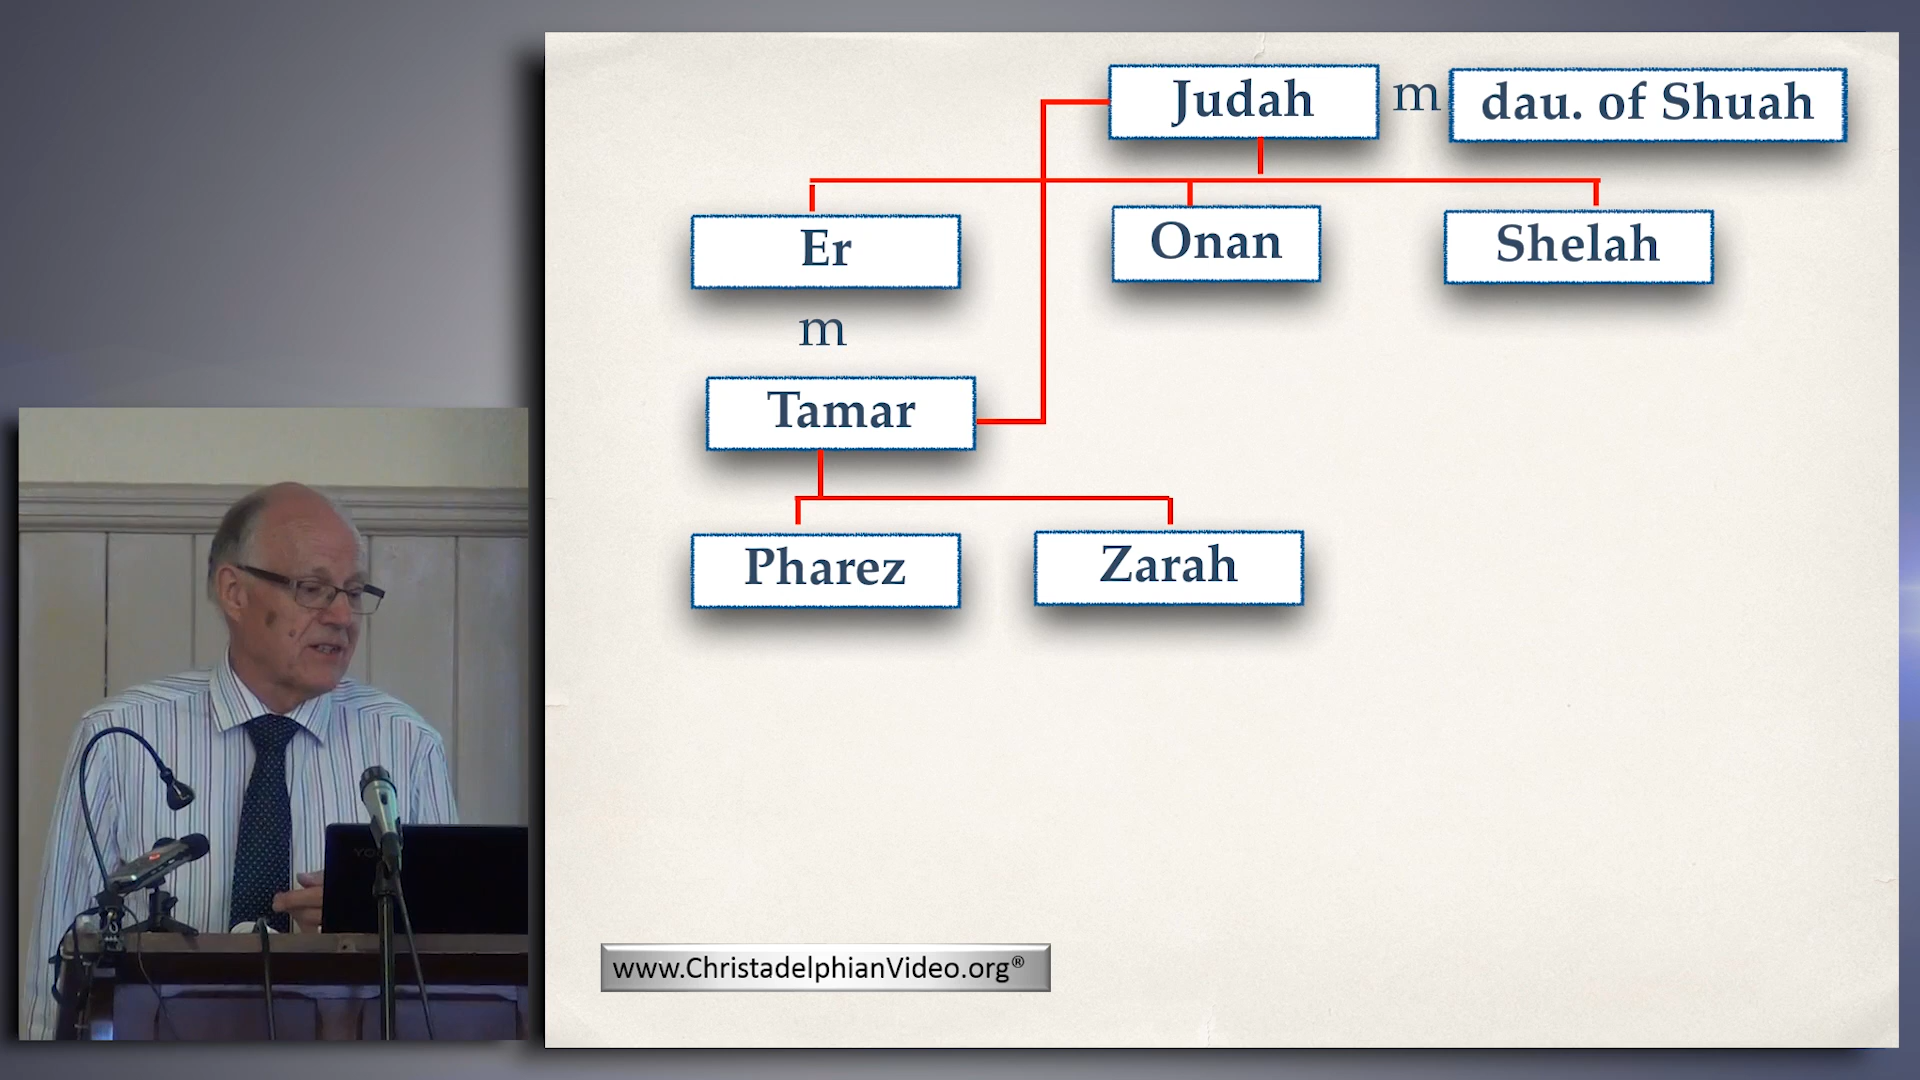 Judah m dau. of Shuah
Er Onan Shelah
m
Tamar
Pharez Zarah
www.ChristadelphianVideo.org®